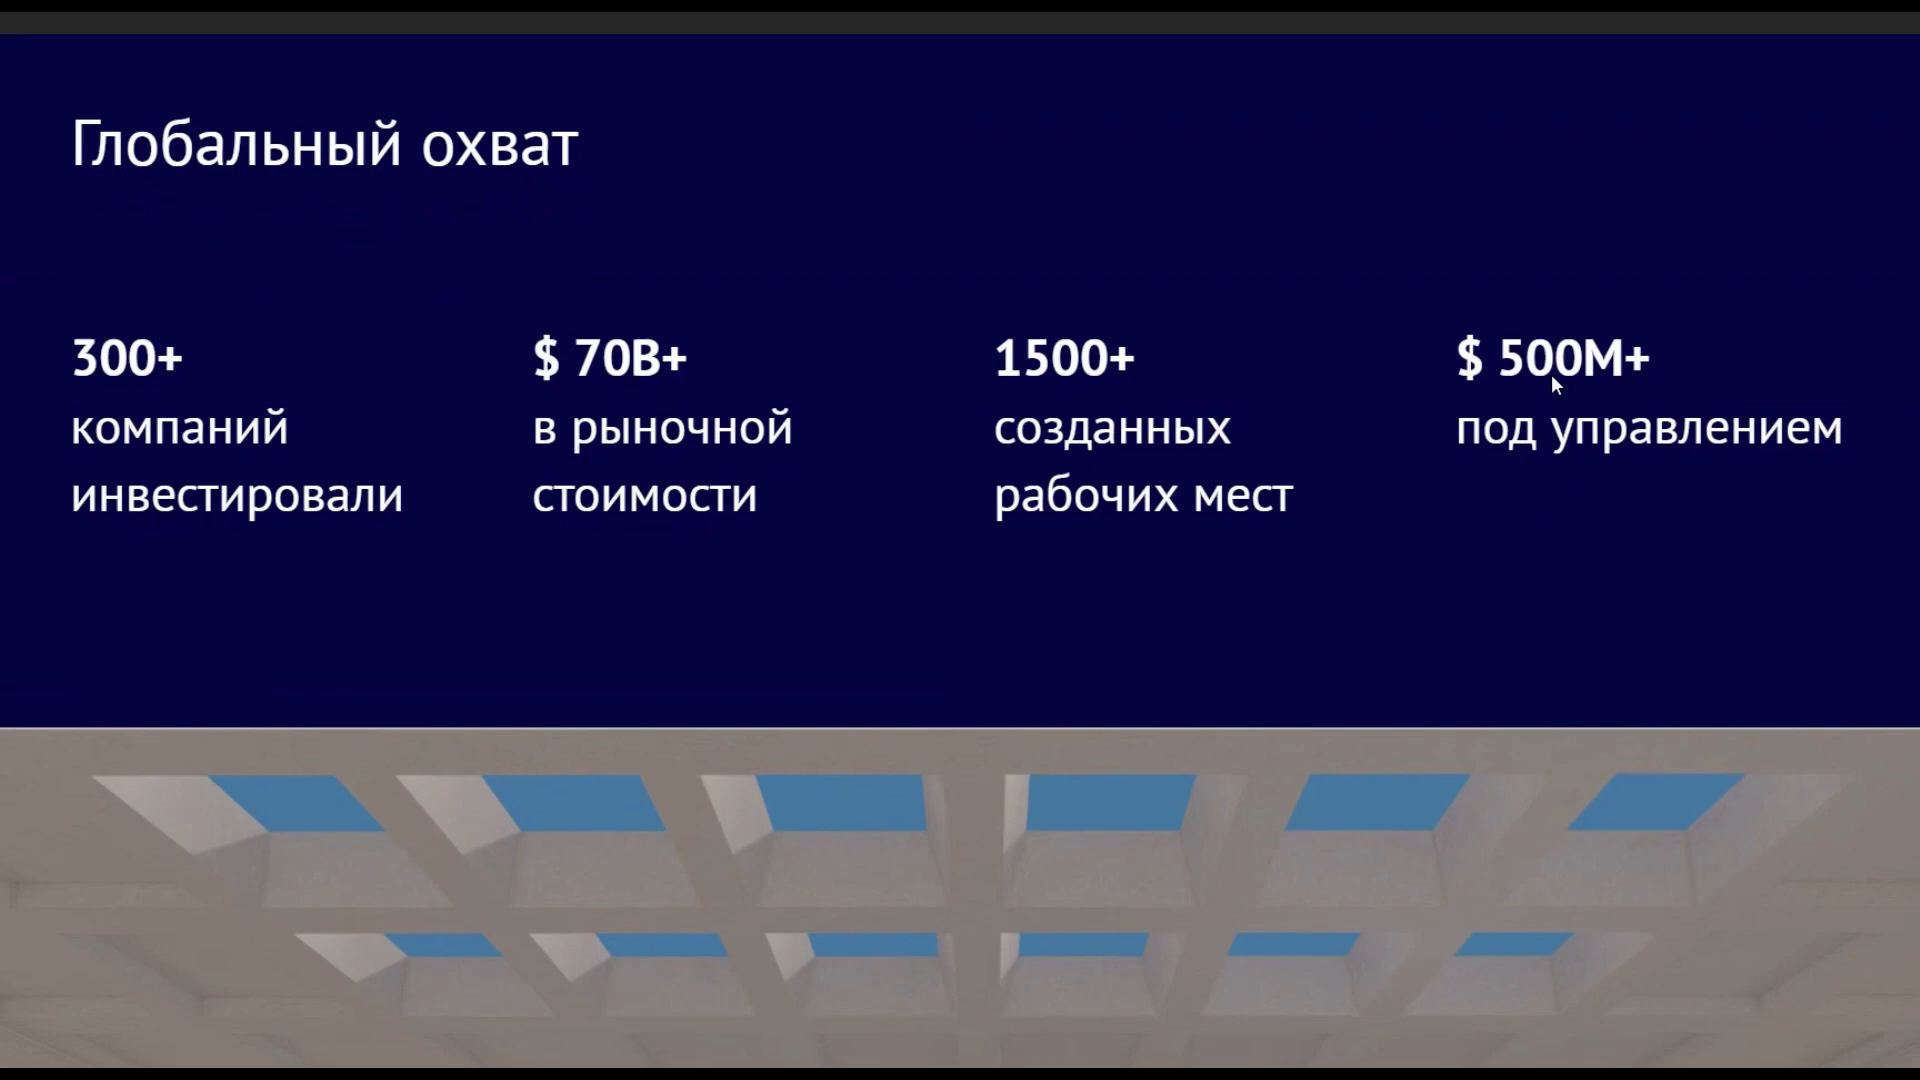 Глобальный охват
300+
компаний
инвестировали
$ 70B+
в рыночной
стоимости
1500+
созданных
рабочих мест
$ 500M+
под управлением